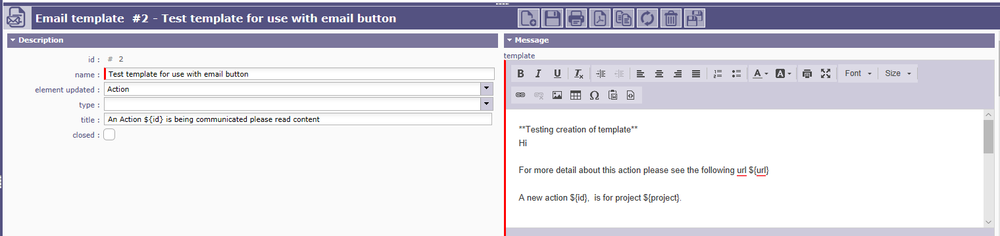 Email template #2 - Test template for use with email button
Description
id : # 2
name : Test template for use with email button
element updated : Action
type :
title : An Action ${id} is being communicated please read content
closed :
Message
template
B I U Tx A A Font Size
**Testing creation of template**
Hi
For more detail about this action please see the following url ${url}
A new action ${id},  is for project ${project}.